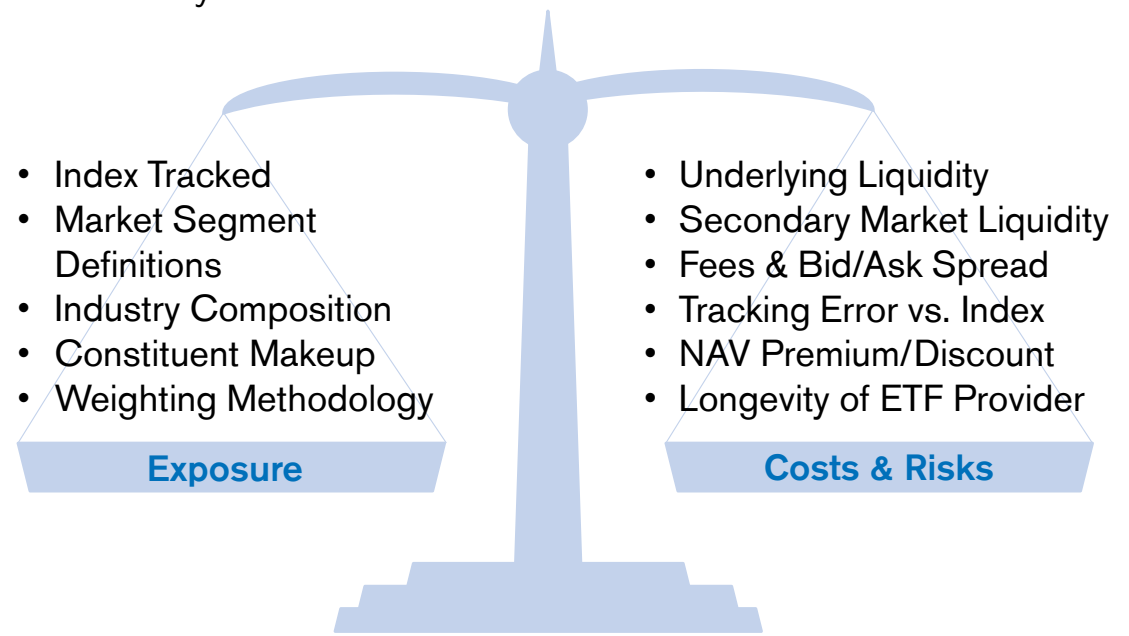 • Index Tracked
• Market Segment
Definitions
• Industry Composition
• Constituent Makeup
• Weighting Methodology
Exposure
• Underlying Liquidity
• Secondary Market Liquidity
• Fees & Bid/Ask Spread
• Tracking Error vs. Index
• NAV Premium/Discount
• Longevity of ETF Provider
Costs & Risks